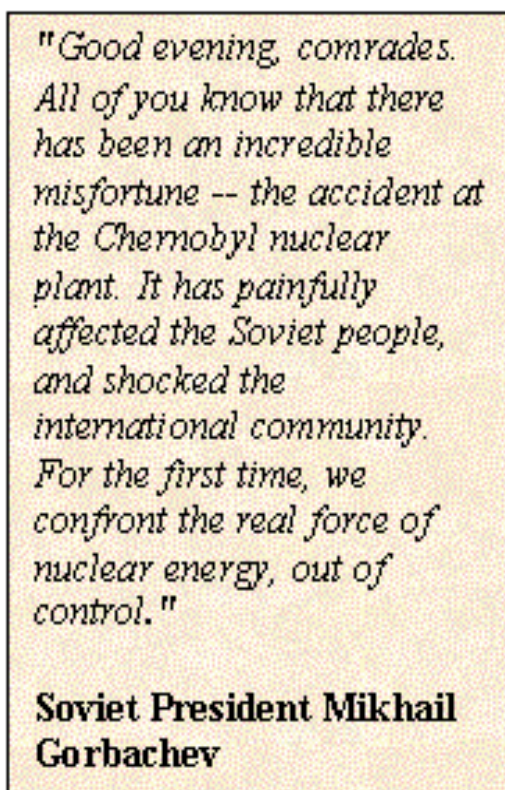 "Good evening, comrades.
All of you know that there
has been an incredible
misfortune -- the accident at
the Chernobyl nuclear
plant. It has painfully
affected the Soviet people,
and shocked the
international community.
For the first time, we
confront the real force of
nuclear energy, out of
control."
Soviet President Mikhail
Gorbachev